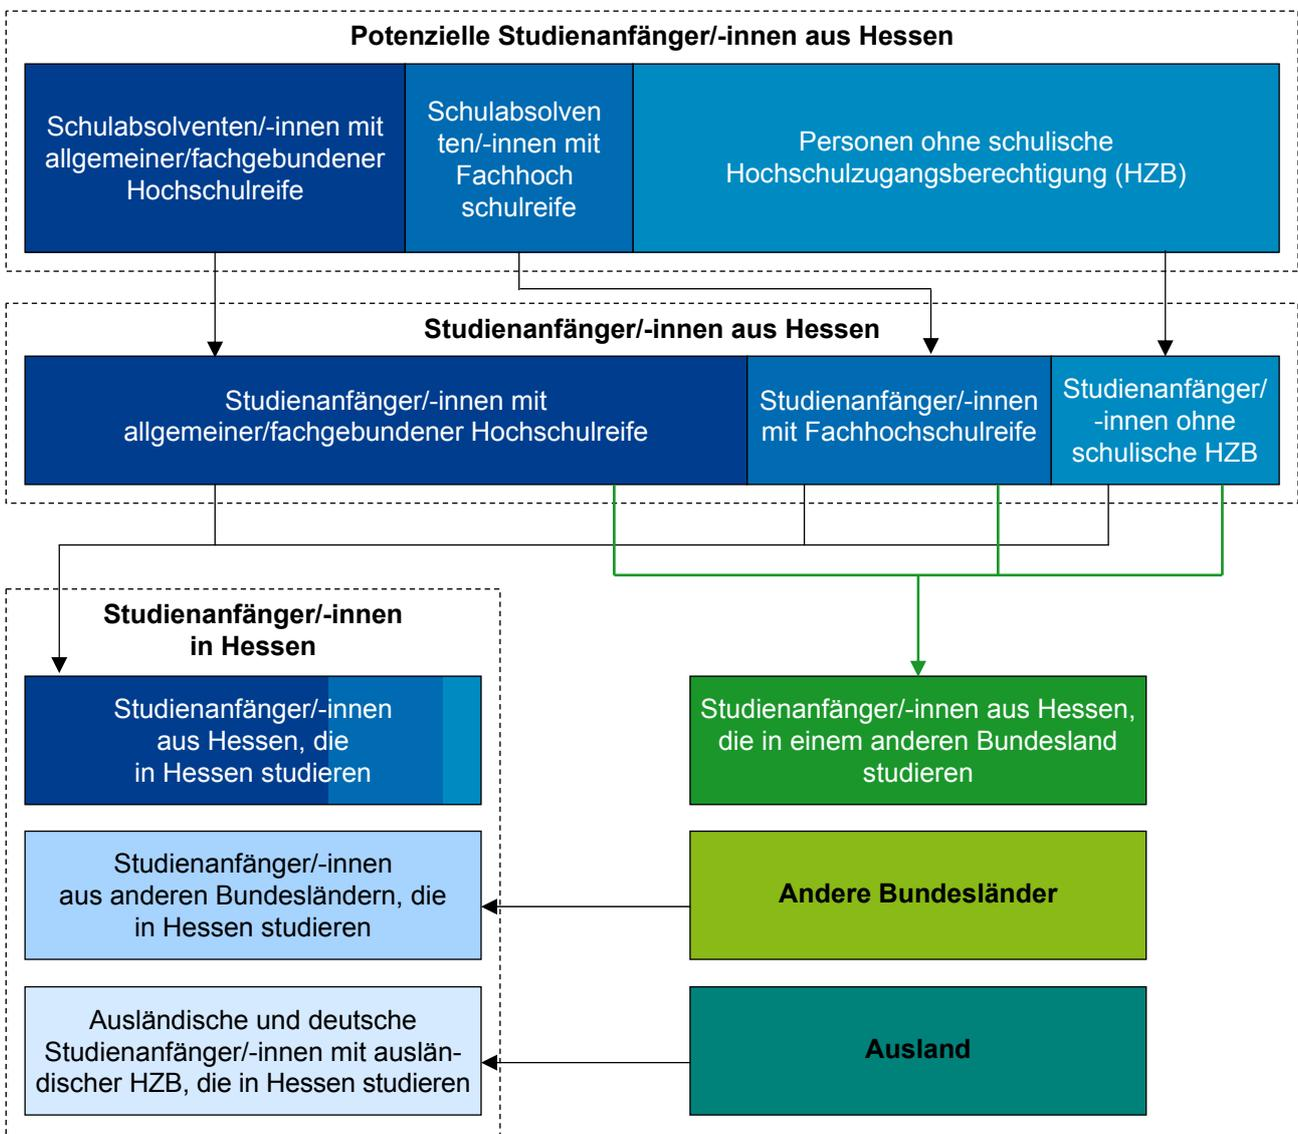 Potenzielle Studienanfänger/-innen aus Hessen
Schulabsolventen/-innen mit
allgemeiner/fachgebundener
Hochschulreife
Schulabsolven
ten/-innen mit
Fachhoch
schulreife
Personen ohne schulische
Hochschulzugangsberechtigung (HZB)
Studienanfänger/-innen aus Hessen
Studienanfänger/-innen mit
allgemeiner/fachgebundener Hochschulreife
Studienanfänger/-innen
mit Fachhochschulreife
Studienanfänger/
-innen ohne
schulische HZB
Studienanfänger/-innen
in Hessen
Studienanfänger/-innen
aus Hessen, die
in Hessen studieren
Studienanfänger/-innen aus Hessen,
die in einem anderen Bundesland
studieren
Studienanfänger/-innen
aus anderen Bundesländern, die
in Hessen studieren
Andere Bundesländer
Ausländische und deutsche
Studienanfänger/-innen mit auslän-
discher HZB, die in Hessen studieren
Ausland